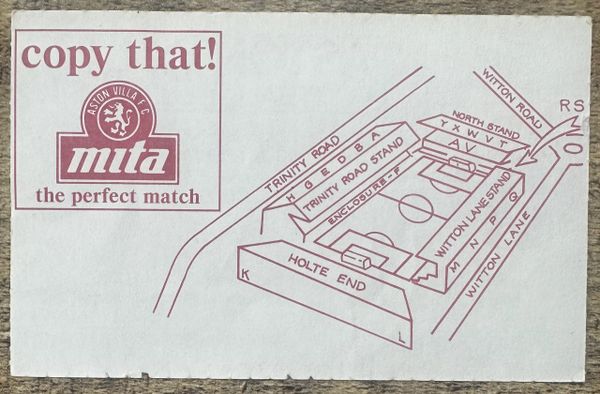 copy that!
ASTON VILLA F.C
mita
the perfect match
TRINITY ROAD
H G E D B A
TRINITY ROAD STAND
ENCLOSURE-F
WITTON ROAD
NORTH STAND
Y X W V T
AV
RS
O
WITTON LANE STAND
M N P Q
WITTON LANE
HOLTE END
K
L